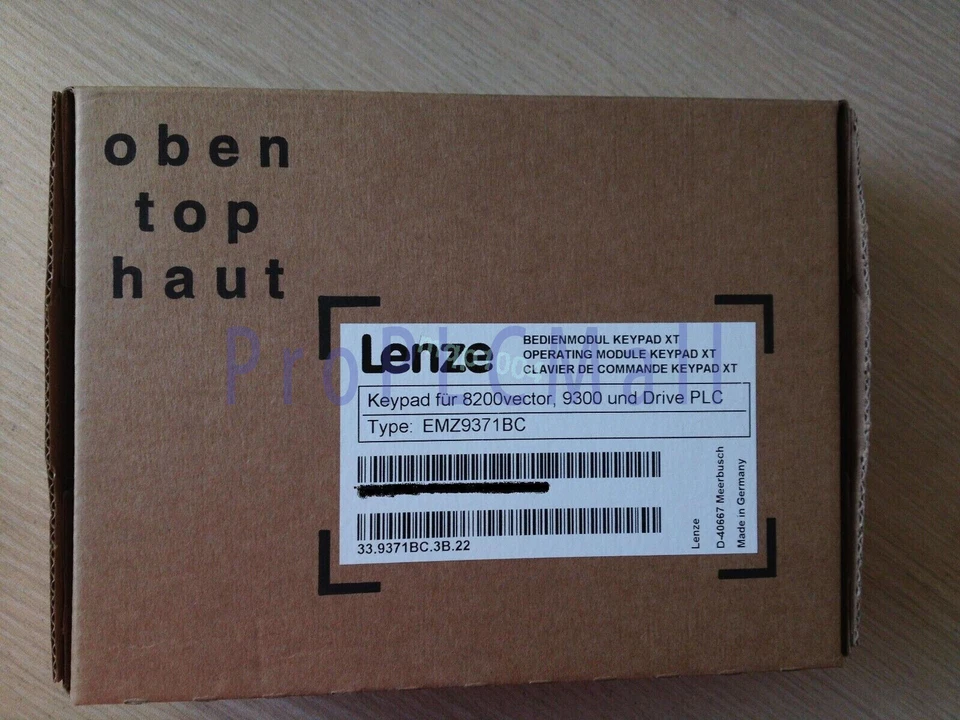 oben
top
haut
ProPLCMall
Lenze
BEDIENMODUL KEYPAD XT
OPERATING MODULE KEYPAD XT
CLAVIER DE COMMANDE KEYPAD XT
Keypad für 8200vector, 9300 und Drive PLC
Type: EMZ9371BC
33.9371BC.3B.22
Lenze
D-40667 Meerbusch
Made in Germany